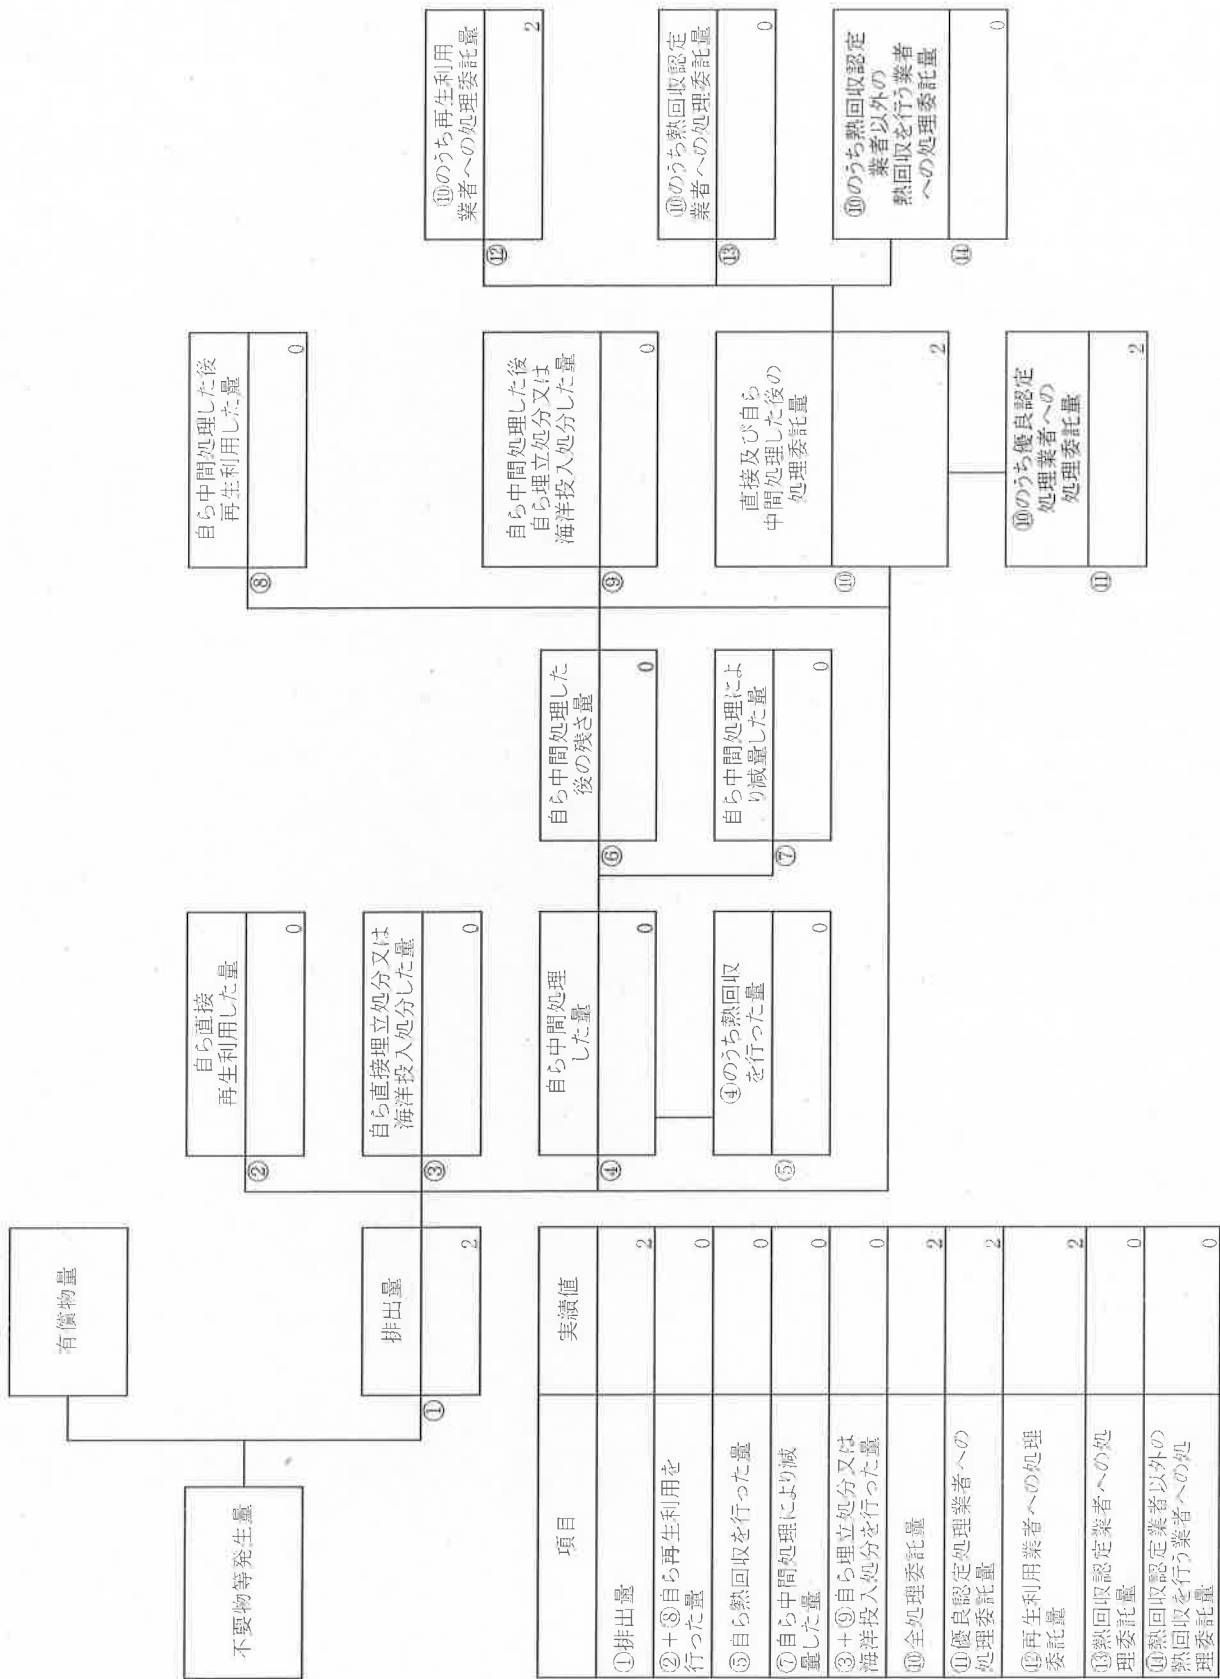 有償物量
不要物等発生量
①
排出量
2
②
自ら直接
再生利用した量
0
③
自ら直接埋立処分又は
海洋投入処分した量
0
④
自ら中間処理
した量
0
⑤
④のうち熱回収
を行った量
0
⑥
自ら中間処理した
後の残さ量
0
⑦
自ら中間処理によ
り減量した量
0
⑧
自ら中間処理した後
再生利用した量
0
⑨
自ら中間処理した後
自ら埋立処分又は
海洋投入処分した量
0
⑩
直接及び自ら
中間処理した後の
処理委託量
2
⑪
⑩のうち優良認定
処理業者への
処理委託量
2
⑫
⑩のうち再生利用
業者への処理委託量
2
⑬
⑩のうち熱回収認定
業者への処理委託量
0
⑭
⑩のうち熱回収認定
業者以外の
熱回収を行う業者
への処理委託量
0
項目 実績値
①排出量 2
②+⑧自ら再生利用を
行った量 0
⑤自ら熱回収を行った量 0
⑦自ら中間処理により減
量した量 0
③+⑨自ら埋立処分又は
海洋投入処分を行った量 0
⑩全処理委託量 2
⑪優良認定処理業者への
処理委託量 2
⑫再生利用業者への処理
委託量 2
⑬熱回収認定業者への処
理委託量 0
⑭熱回収認定業者以外の
熱回収を行う業者への処
理委託量 0